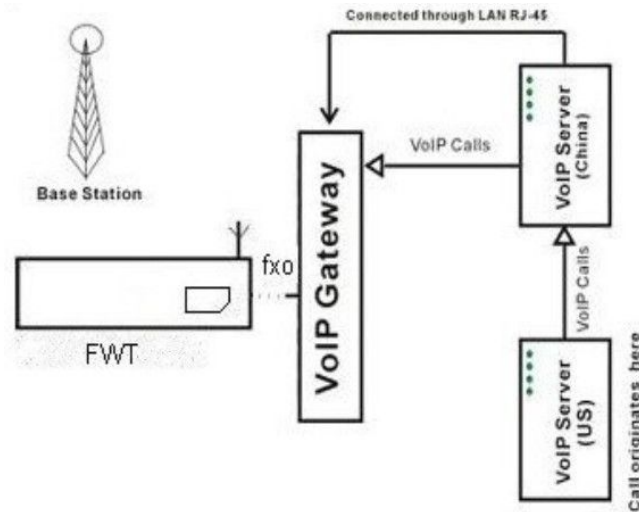 Connected through LAN RJ-45
Base Station
VoIP Calls
VoIP Server
(China)
fxo
VoIP Gateway
FWT
VoIP Calls
VoIP Server
(US)
Call originates here